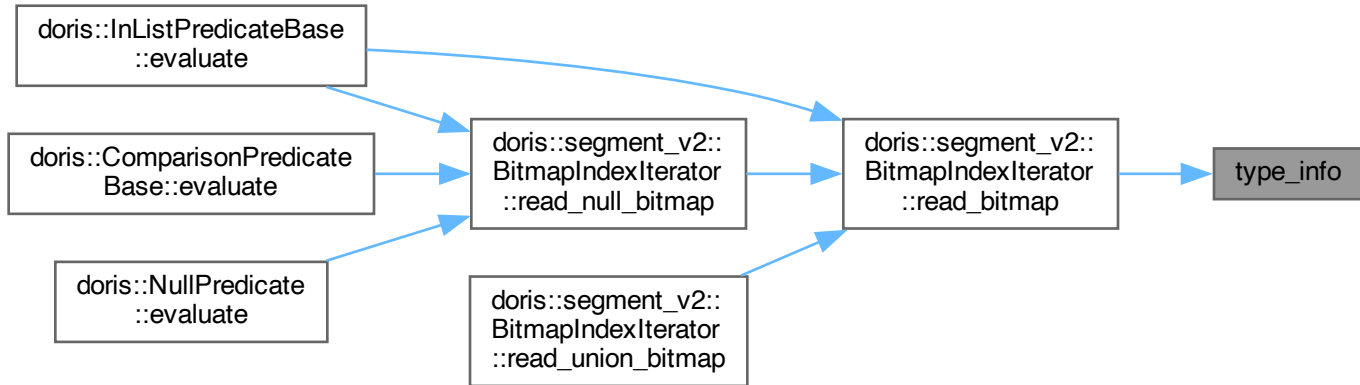 doris::InListPredicateBase
::evaluate
doris::ComparisonPredicate
Base::evaluate
doris::NullPredicate
::evaluate
doris::segment_v2::
BitmapIndexIterator
::read_null_bitmap
doris::segment_v2::
BitmapIndexIterator
::read_union_bitmap
doris::segment_v2::
BitmapIndexIterator
::read_bitmap
type_info